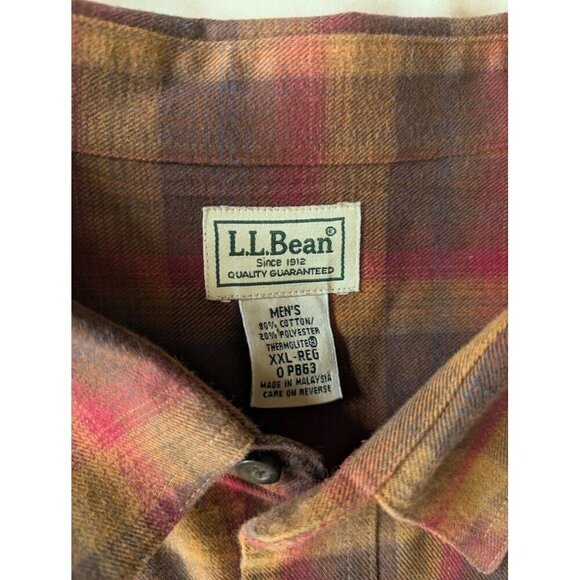 L.L.Bean®
Since 1912
QUALITY GUARANTEED
MEN'S
80% COTTON/
20% POLYESTER
THERMOLITE®
XXL-REG
0 PB63
MADE IN MALAYSIA
CARE ON REVERSE